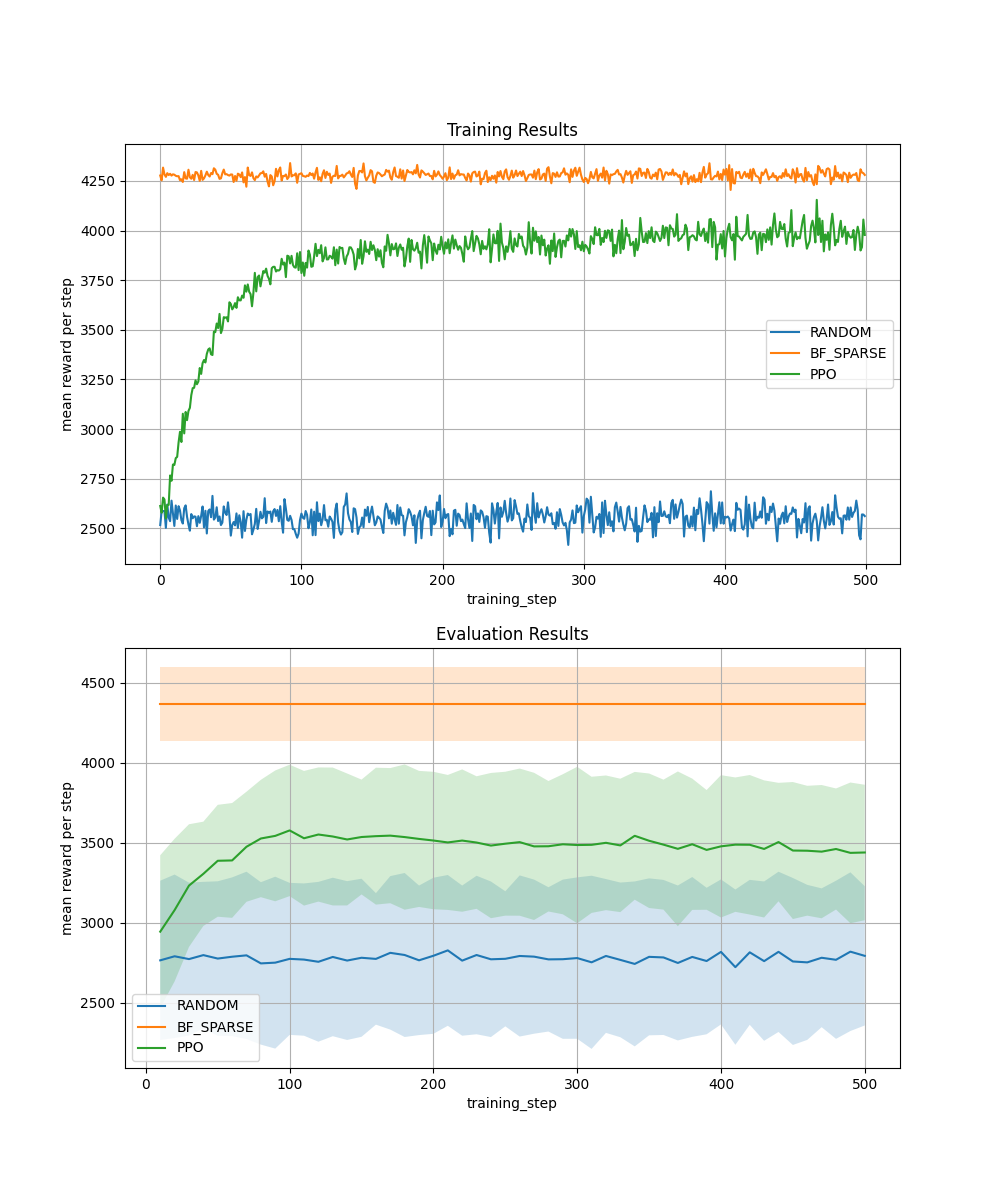 Training Results
4250
4000
3750
3500
3250
3000
2750
2500
mean reward per step
RANDOM
BF_SPARSE
PPO
0 100 200 300 400 500
training_step
Evaluation Results
4500
4000
3500
3000
2500
mean reward per step
RANDOM
BF_SPARSE
PPO
0 100 200 300 400 500
training_step